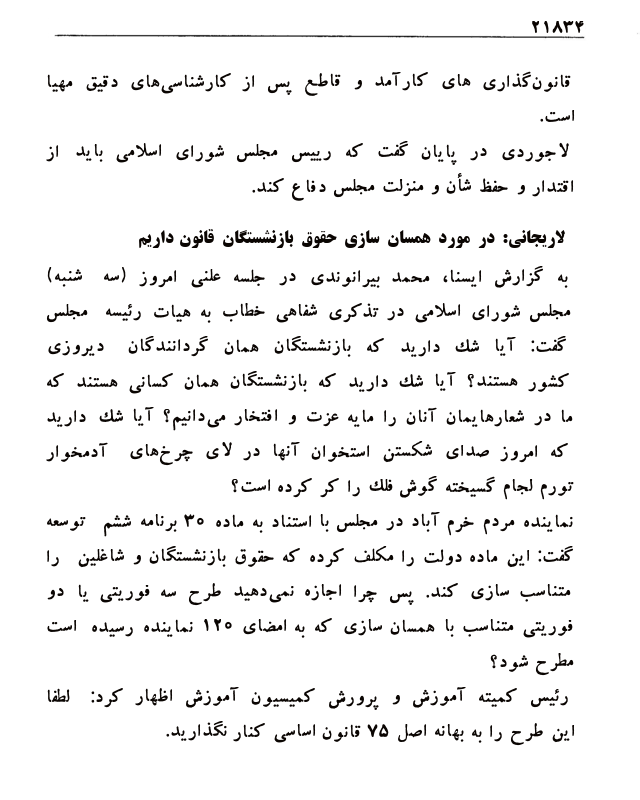 ۲۱۸۳۴
قانون‌گذاری های کارآمد و قاطع پس از کارشناسی‌های دقیق مهیا
است.
لاجوردی در پایان گفت که رییس مجلس شورای اسلامی باید از
اقتدار و حفظ شأن و منزلت مجلس دفاع کند.
لاریجانی: در مورد همسان سازی حقوق بازنشستگان قانون داریم
به گزارش ایسنا، محمد بیرانوندی در جلسه علنی امروز (سه شنبه)
مجلس شورای اسلامی در تذکری شفاهی خطاب به هیات رئیسه مجلس
گفت: آیا شك دارید که بازنشستگان همان گردانندگان دیروزی
کشور هستند؟ آیا شك دارید که بازنشستگان همان کسانی هستند که
ما در شعارهایمان آنان را مایه عزت و افتخار می‌دانیم؟ آیا شك دارید
که امروز صدای شکستن استخوان آنها در لای چرخ‌های آدمخوار
تورم لجام گسیخته گوش فلك را کر کرده است؟
نماینده مردم خرم آباد در مجلس با استناد به ماده ۳۰ برنامه ششم توسعه
گفت: این ماده دولت را مکلف کرده که حقوق بازنشستگان و شاغلین را
متناسب سازی کند. پس چرا اجازه نمی‌دهید طرح سه فوریتی یا دو
فوریتی متناسب با همسان سازی که به امضای ۱۲۰ نماینده رسیده است
مطرح شود؟
رئیس کمیته آموزش و پرورش کمیسیون آموزش اظهار کرد: لطفا
این طرح را به بهانه اصل ۷۵ قانون اساسی کنار نگذارید.